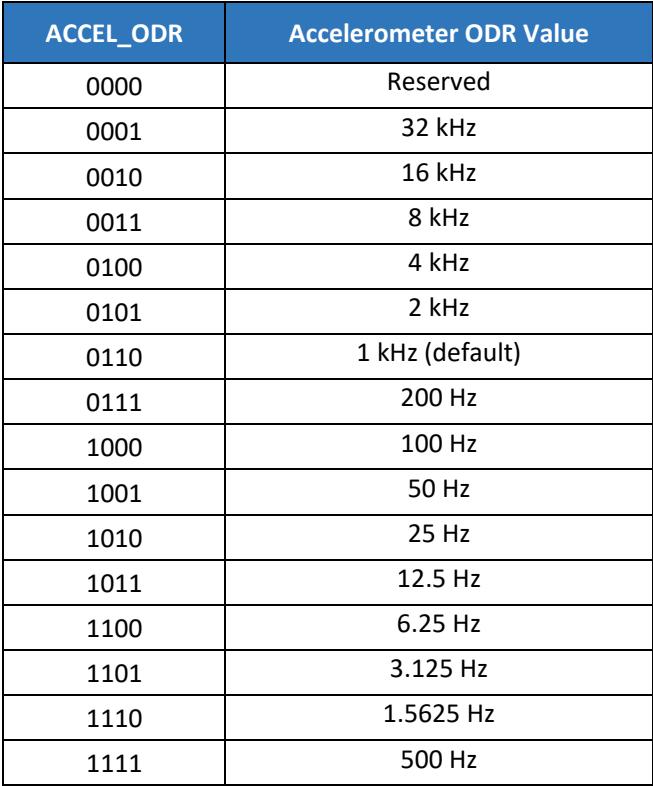 ACCEL_ODR Accelerometer ODR Value
0000 Reserved
0001 32 kHz
0010 16 kHz
0011 8 kHz
0100 4 kHz
0101 2 kHz
0110 1 kHz (default)
0111 200 Hz
1000 100 Hz
1001 50 Hz
1010 25 Hz
1011 12.5 Hz
1100 6.25 Hz
1101 3.125 Hz
1110 1.5625 Hz
1111 500 Hz